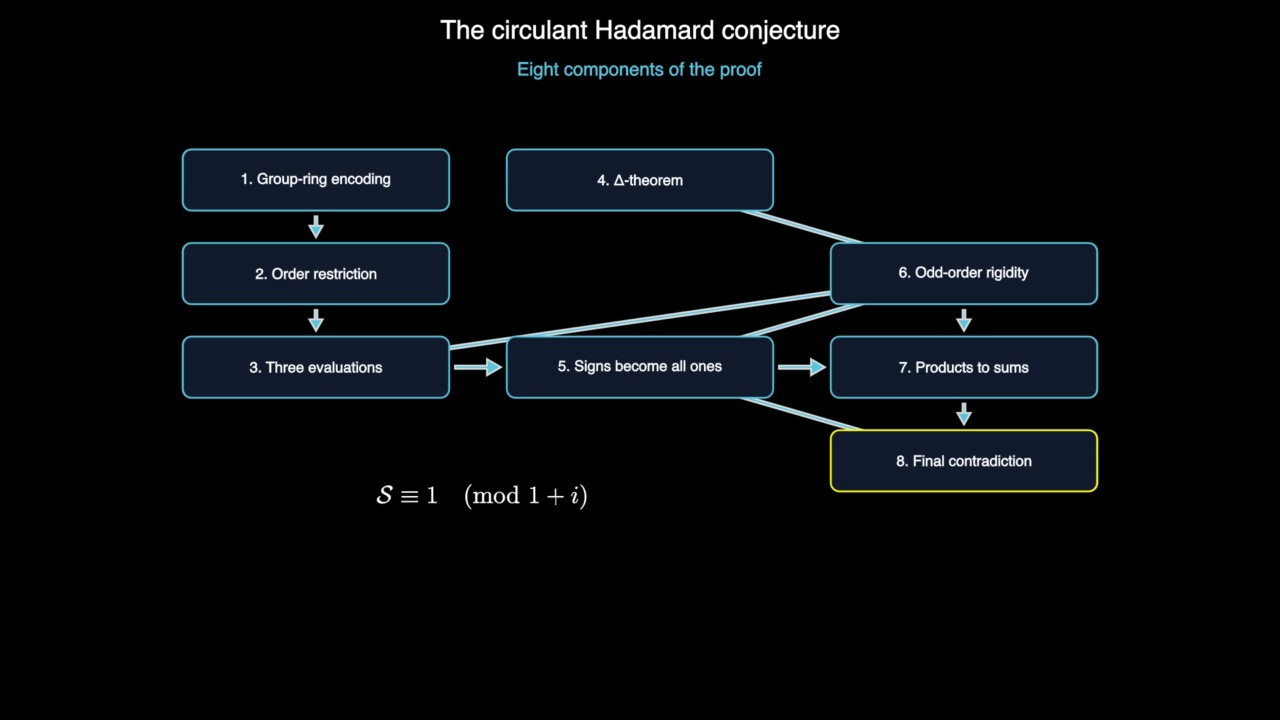 The circulant Hadamard conjecture
Eight components of the proof
1. Group-ring encoding
4. Δ-theorem
2. Order restriction
6. Odd-order rigidity
3. Three evaluations
5. Signs become all ones
7. Products to sums
8. Final contradiction
𝒮 ≡ 1 (mod 1 + i)